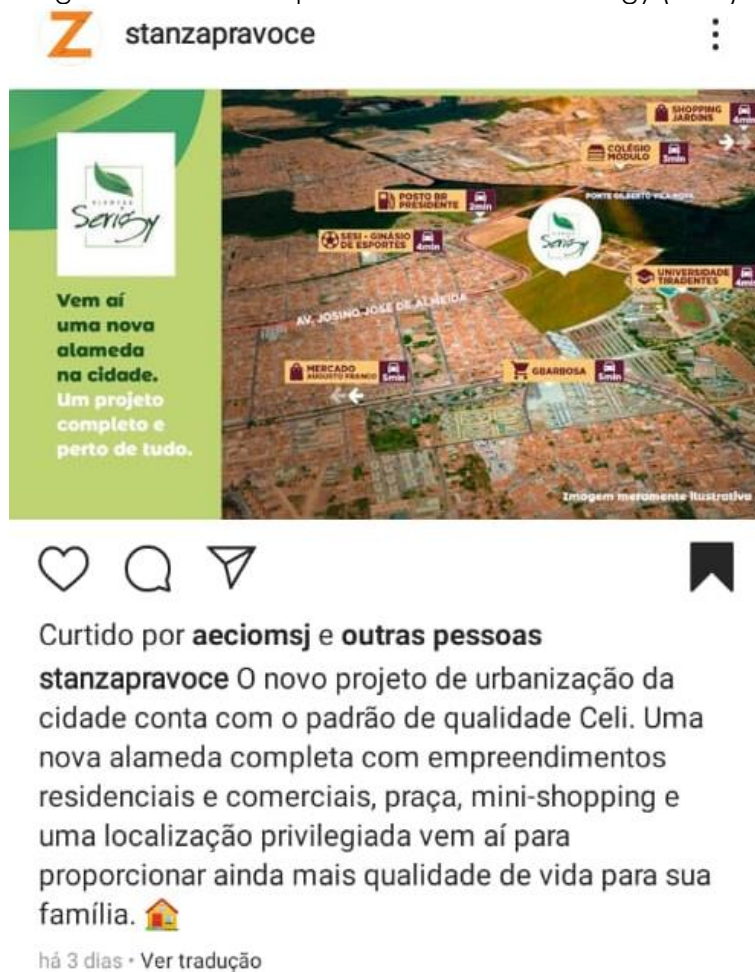 stanzapravoce
Serigy
Vem aí
uma nova
alameda
na cidade.
Um projeto
completo e
perto de tudo.
SHOPPING
JARDINS
4min
COLÉGIO
MÓDULO
3min
POSTO BR
PRESIDENTE
2min
PONTE GILBERTO VILA NOVA
Serigy
SESI - GINÁSIO
DE ESPORTES
4min
UNIVERSIDADE
TIRADENTES
4min
AV. JOSINO JOSÉ DE ALMEIDA
MERCADO
AUGUSTO FRANCO
5min
GBARBOSA
5min
Imagem meramente ilustrativa
Curtido por aeciomsj e outras pessoas
stanzapravoce O novo projeto de urbanização da
cidade conta com o padrão de qualidade Celi. Uma
nova alameda completa com empreendimentos
residenciais e comerciais, praça, mini-shopping e
uma localização privilegiada vem aí para
proporcionar ainda mais qualidade de vida para sua
família. 🏠
há 3 dias • Ver tradução